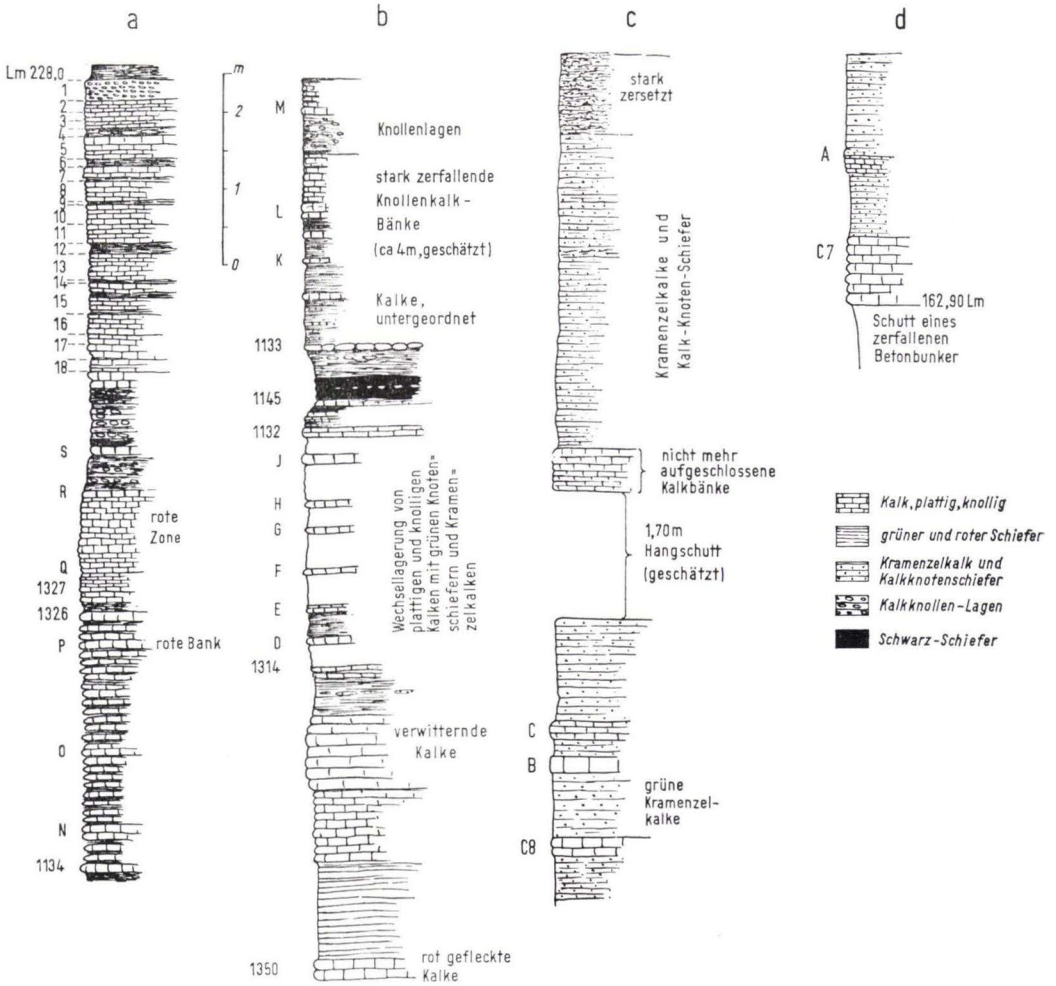 a
b
c
d
Lm 228,0
1
2
3
4
5
6
7
8
9
10
11
12
13
14
15
16
17
18
S
R
rote
Zone
Q
1327
1326
P
rote Bank
O
N
1134
m
2
1
0
M
Knollenlagen
stark zerfallende
Knollenkalk-
Bänke
(ca 4m, geschätzt)
L
K
Kalke,
untergeordnet
1133
1145
1132
J
H
G
F
E
D
Wechsellagerung von
plattigen und knolligen
Kalken mit grünen Knoten=
schiefern und Kramen=
zelkalken
1314
verwitternde
Kalke
1350
rot gefleckte
Kalke
stark
zersetzt
Kramenzelkalke und
Kalk-Knoten-Schiefer
nicht mehr
aufgeschlossene
Kalkbänke
1,70m
Hangschutt
(geschätzt)
C
B
grüne
Kramenzel-
kalke
C8
A
C7
162,90 Lm
Schutt eines
zerfallenen
Betonbunker
Kalk, plattig, knollig
grüner und roter Schiefer
Kramenzelkalk und
Kalkknotenschiefer
Kalkknollen-Lagen
Schwarz-Schiefer